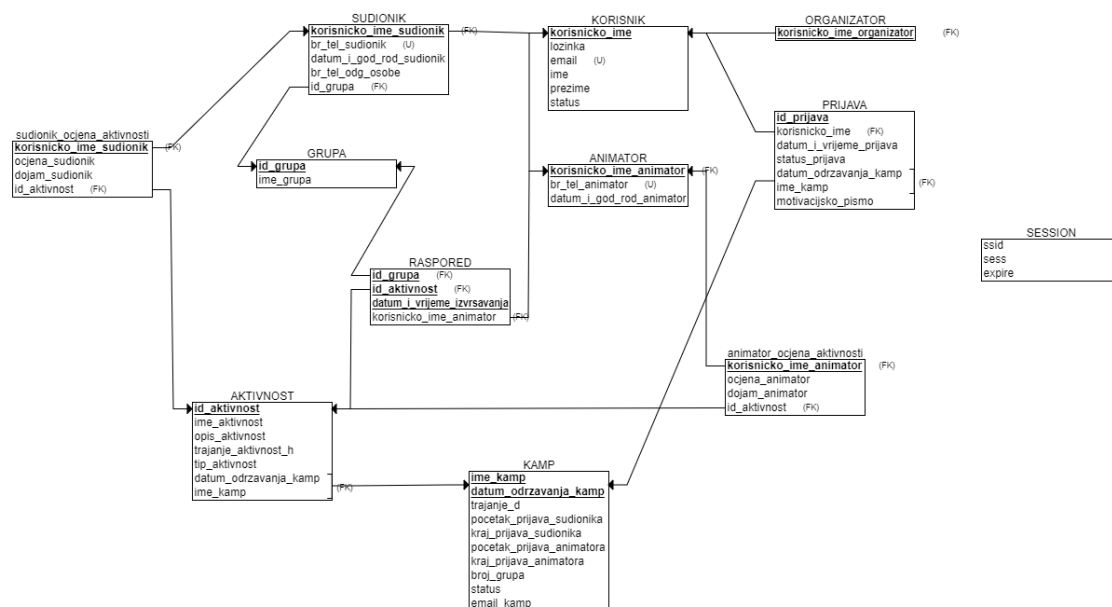 SUDIONIK
korisnicko_ime_sudionik (FK)
br_tel_sudionik (U)
datum_i_god_rod_sudionik
br_tel_odg_osobe
id_grupa (FK)
KORISNIK
korisnicko_ime
lozinka
email (U)
ime
prezime
status
ORGANIZATOR
korisnicko_ime_organizator (FK)
PRIJAVA
id_prijava
korisnicko_ime (FK)
datum_i_vrijeme_prijava
status_prijava
datum_odrzavanja_kamp
ime_kamp (FK)
motivacijsko_pismo
sudionik_ocjena_aktivnosti
korisnicko_ime_sudionik (FK)
ocjena_sudionik
dojam_sudionik
id_aktivnost (FK)
GRUPA
id_grupa
ime_grupa
ANIMATOR
korisnicko_ime_animator (FK)
br_tel_animator (U)
datum_i_god_rod_animator
SESSION
ssid
sess
expire
RASPORED
id_grupa (FK)
id_aktivnost (FK)
datum_i_vrijeme_izvrsavanja
korisnicko_ime_animator (FK)
animator_ocjena_aktivnosti
korisnicko_ime_animator (FK)
ocjena_animator
dojam_animator
id_aktivnost (FK)
AKTIVNOST
id_aktivnost
ime_aktivnost
opis_aktivnost
trajanje_aktivnost_h
tip_aktivnost
datum_odrzavanja_kamp
ime_kamp (FK)
KAMP
ime_kamp
datum_odrzavanja_kamp
trajanje_d
pocetak_prijava_sudionika
kraj_prijava_sudionika
pocetak_prijava_animatora
kraj_prijava_animatora
broj_grupa
status
email_kamp